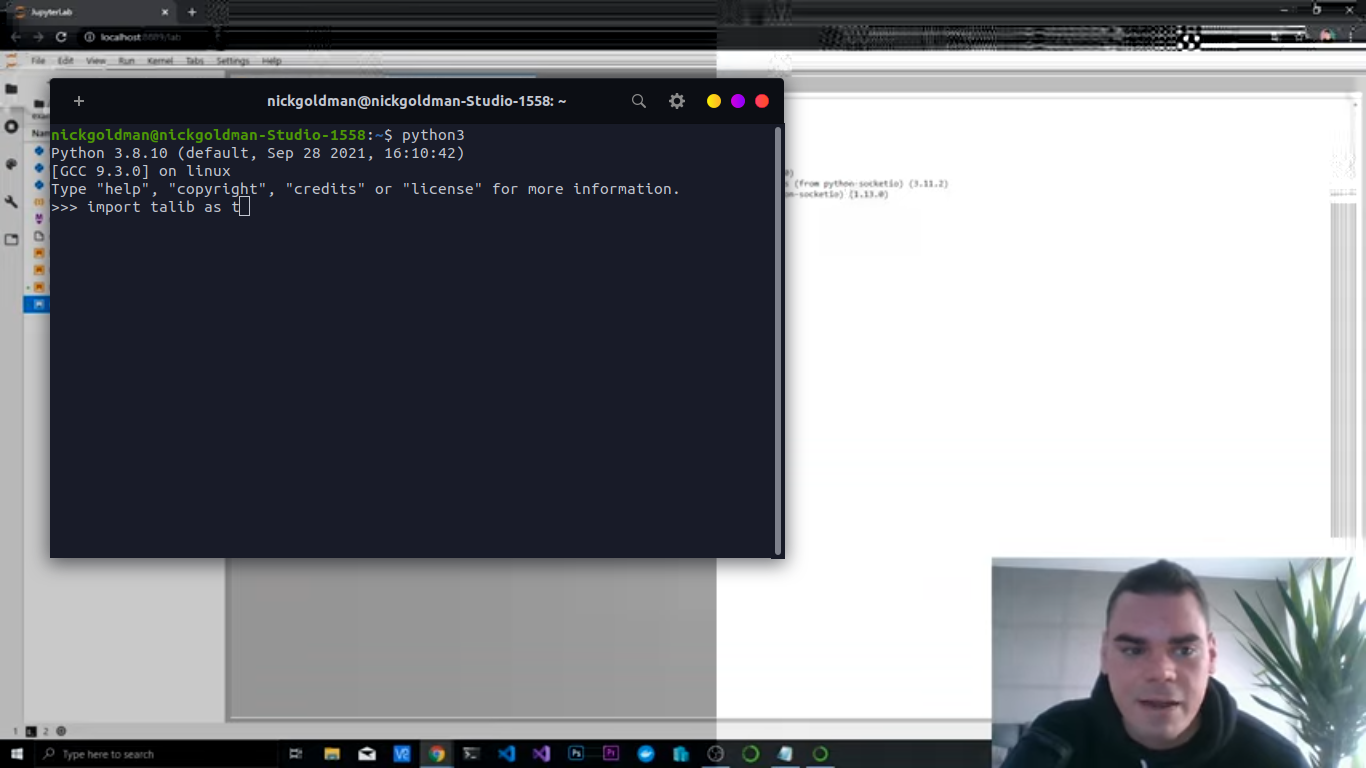 JupyterLab
localhost:8889/lab
File Edit View Run Kernel Tabs Settings Help
nickgoldman@nickgoldman-Studio-1558: ~
nickgoldman@nickgoldman-Studio-1558:~$ python3
Python 3.8.10 (default, Sep 28 2021, 16:10:42)
[GCC 9.3.0] on linux
Type "help", "copyright", "credits" or "license" for more information.
>>> import talib as t
(from python-socketio) (3.11.2)
(1.13.0)
1 2
Type here to search